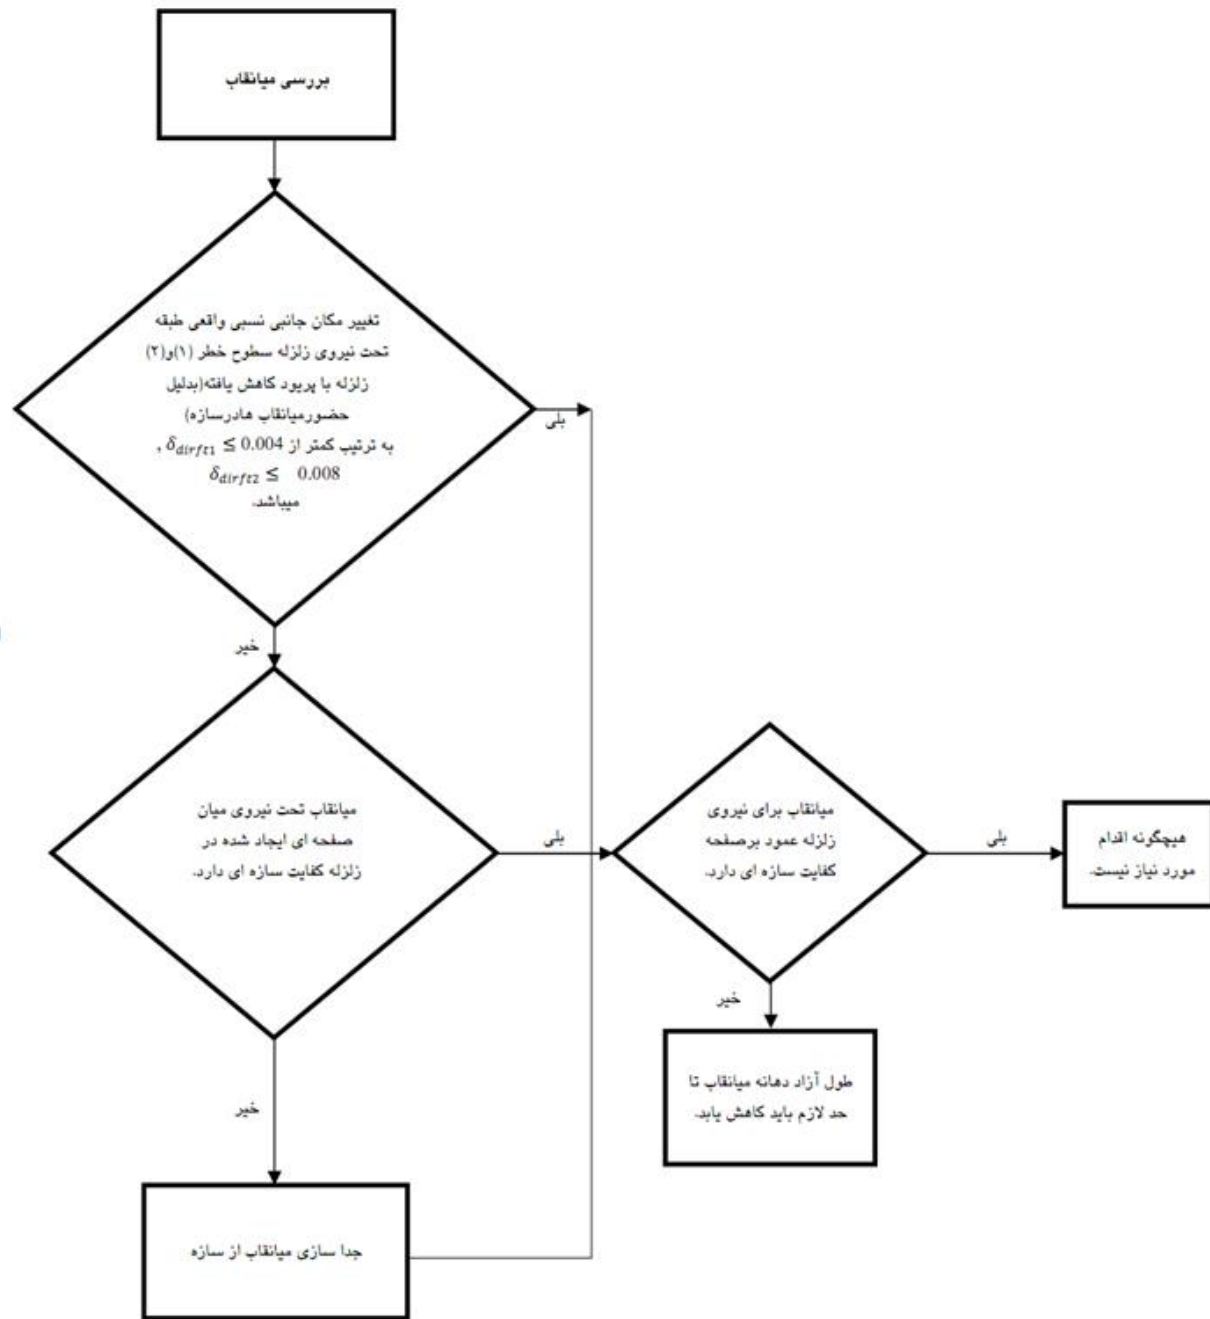 بررسی میانقاب
تغییر مکان جانبی نسبی واقعی طبقه
تحت نیروی زلزله سطوح خطر (۱)و(۲)
زلزله با پریود کاهش یافته(بدلیل
حضورمیانقاب هادرسازه)
به ترتیب کمتر از δdirft1 ≤ 0.004 ,
δdirft2 ≤ 0.008
میباشد.
بلی
خیر
میانقاب تحت نیروی میان
صفحه ای ایجاد شده در
زلزله کفایت سازه ای دارد.
بلی
میانقاب برای نیروی
زلزله عمود برصفحه
کفایت سازه ای دارد.
بلی
هیچگونه اقدام
مورد نیاز نیست.
خیر
طول آزاد دهانه میانقاب تا
حد لازم باید کاهش یابد.
خیر
جدا سازی میانقاب از سازه